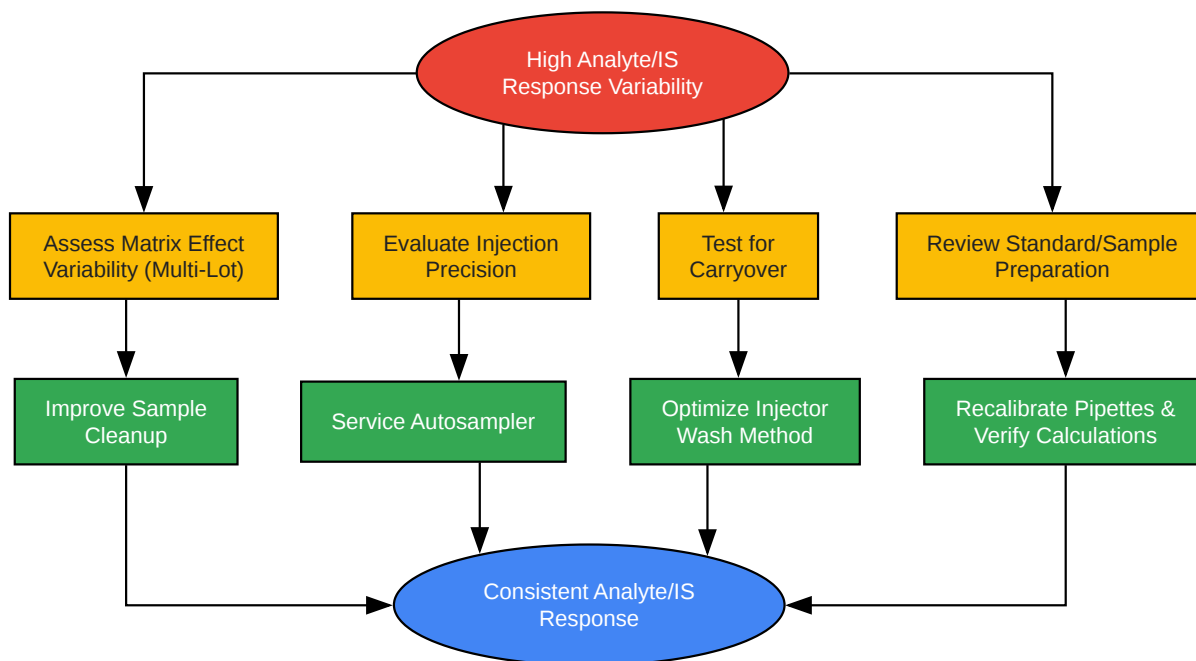 High Analyte/IS
Response Variability
Assess Matrix Effect
Variability (Multi-Lot)
Evaluate Injection
Precision
Test for
Carryover
Review Standard/Sample
Preparation
Improve Sample
Cleanup
Service Autosampler
Optimize Injector
Wash Method
Recalibrate Pipettes &
Verify Calculations
Consistent Analyte/IS
Response